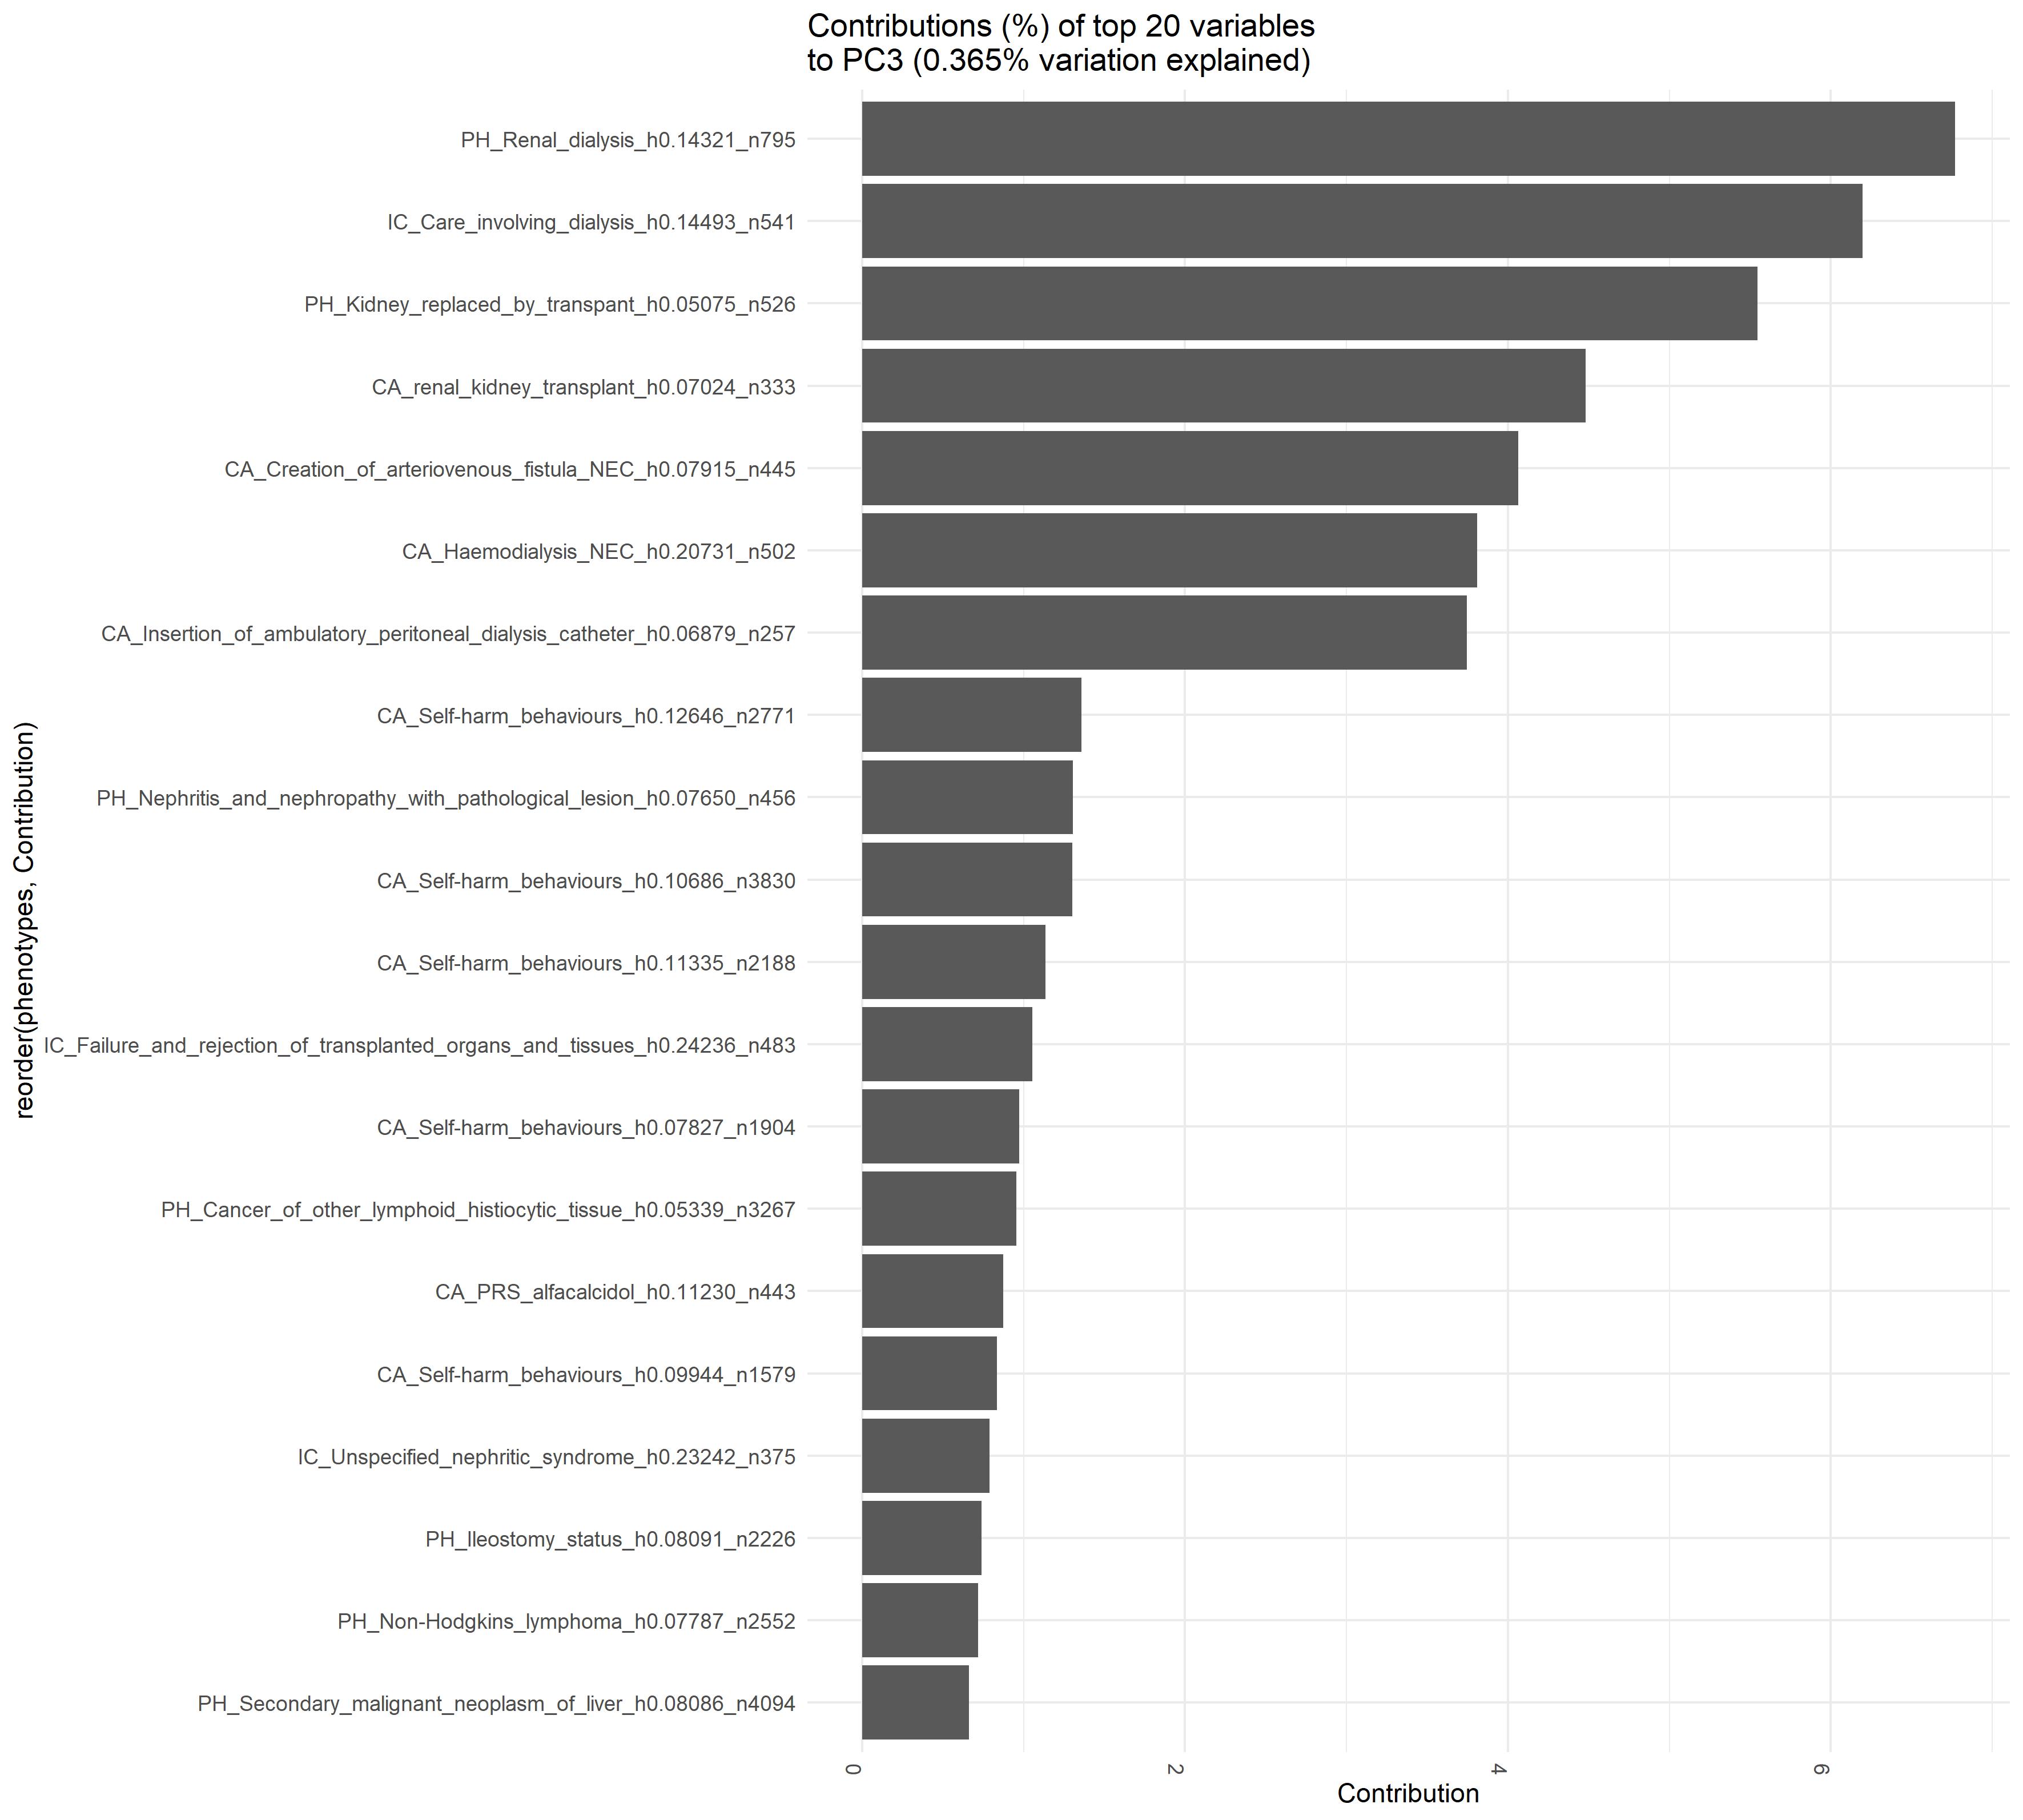 Contributions (%) of top 20 variables
to PC3 (0.365% variation explained)
PH_Renal_dialysis_h0.14321_n795
IC_Care_involving_dialysis_h0.14493_n541
PH_Kidney_replaced_by_transpant_h0.05075_n526
CA_renal_kidney_transplant_h0.07024_n333
CA_Creation_of_arteriovenous_fistula_NEC_h0.07915_n445
CA_Haemodialysis_NEC_h0.20731_n502
CA_Insertion_of_ambulatory_peritoneal_dialysis_catheter_h0.06879_n257
CA_Self-harm_behaviours_h0.12646_n2771
PH_Nephritis_and_nephropathy_with_pathological_lesion_h0.07650_n456
CA_Self-harm_behaviours_h0.10686_n3830
CA_Self-harm_behaviours_h0.11335_n2188
IC_Failure_and_rejection_of_transplanted_organs_and_tissues_h0.24236_n483
CA_Self-harm_behaviours_h0.07827_n1904
PH_Cancer_of_other_lymphoid_histiocytic_tissue_h0.05339_n3267
CA_PRS_alfacalcidol_h0.11230_n443
CA_Self-harm_behaviours_h0.09944_n1579
IC_Unspecified_nephritic_syndrome_h0.23242_n375
PH_Ileostomy_status_h0.08091_n2226
PH_Non-Hodgkins_lymphoma_h0.07787_n2552
PH_Secondary_malignant_neoplasm_of_liver_h0.08086_n4094
reorder(phenotypes, Contribution)
0 2 4 6
Contribution